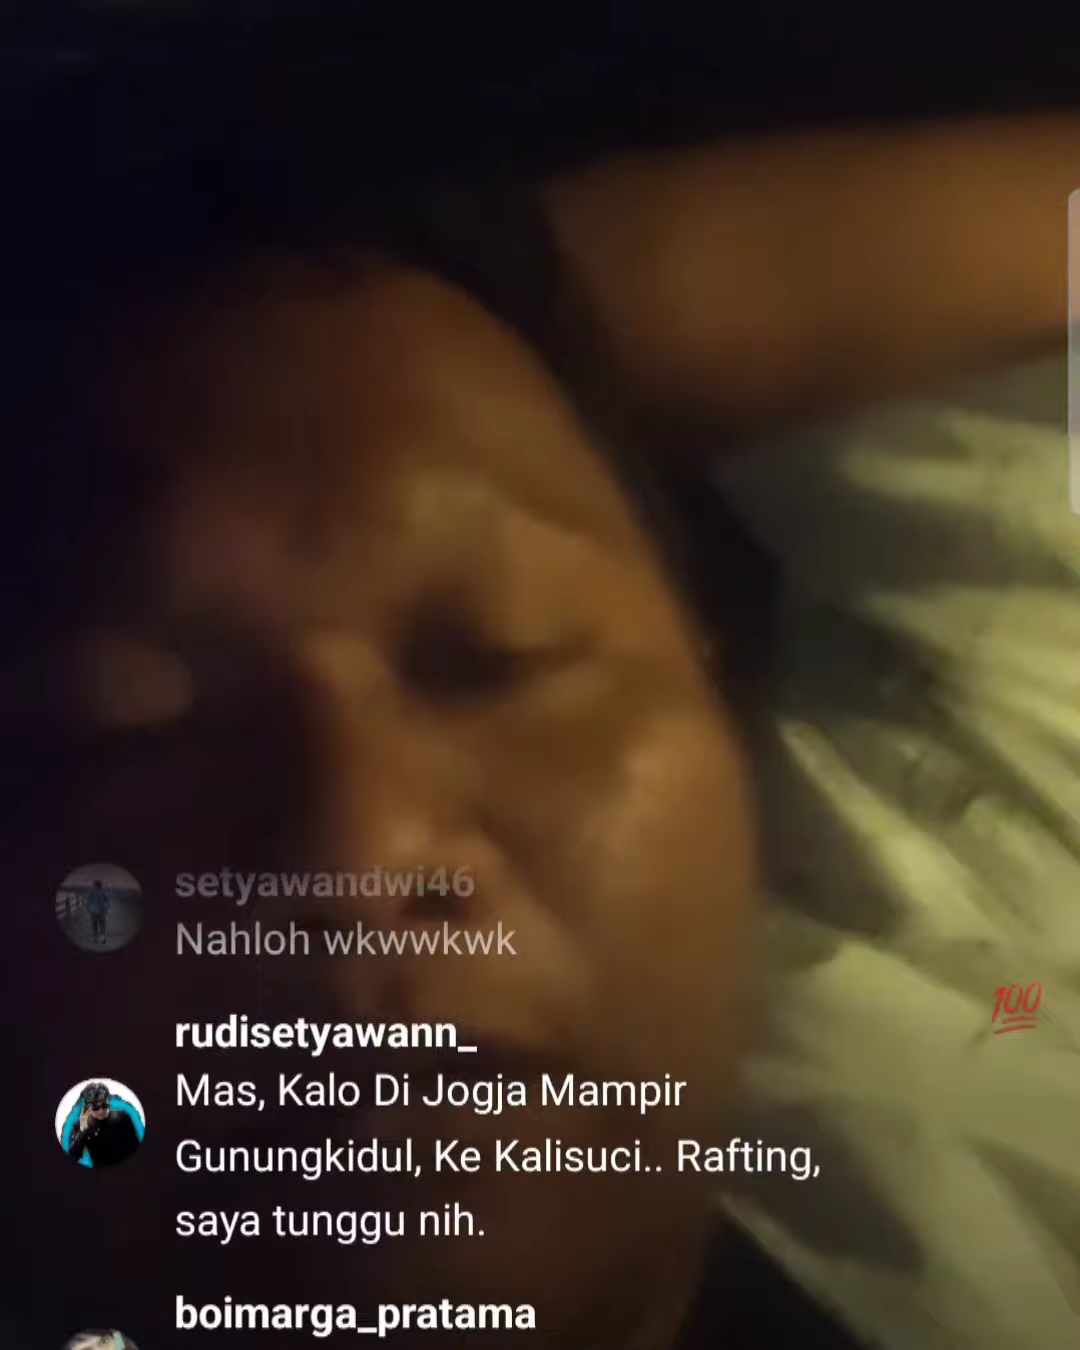 setyawandwi46
Nahloh wkwwkwk
rudisetyawann_
Mas, Kalo Di Jogja Mampir
Gunungkidul, Ke Kalisuci.. Rafting,
saya tunggu nih.
💯
boimarga_pratama